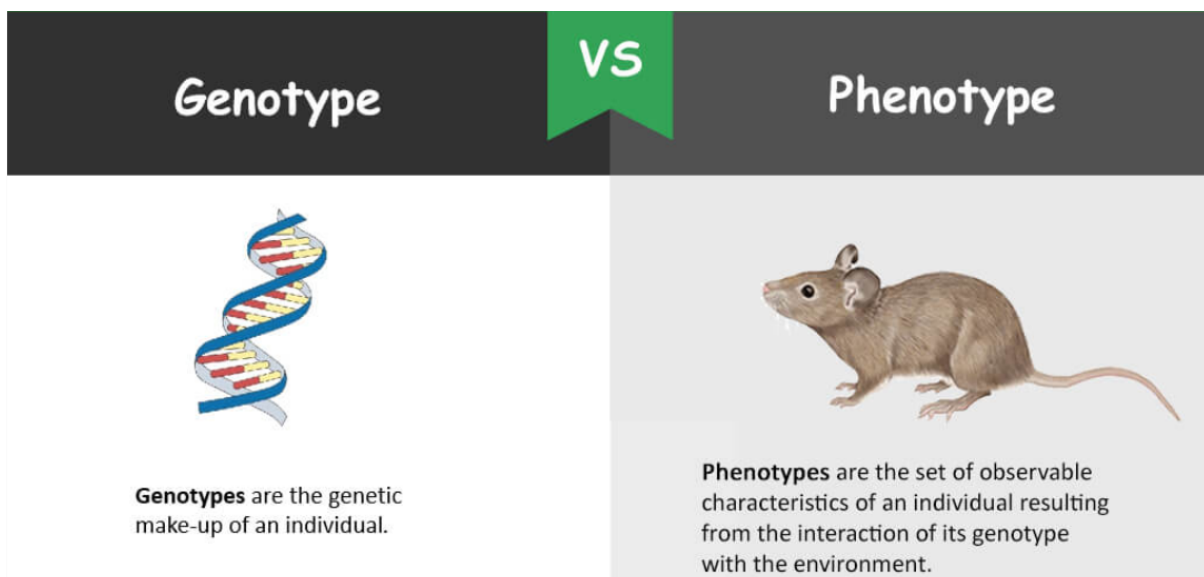 Genotype
VS
Phenotype
Genotypes are the genetic
make-up of an individual.
Phenotypes are the set of observable
characteristics of an individual resulting
from the interaction of its genotype
with the environment.